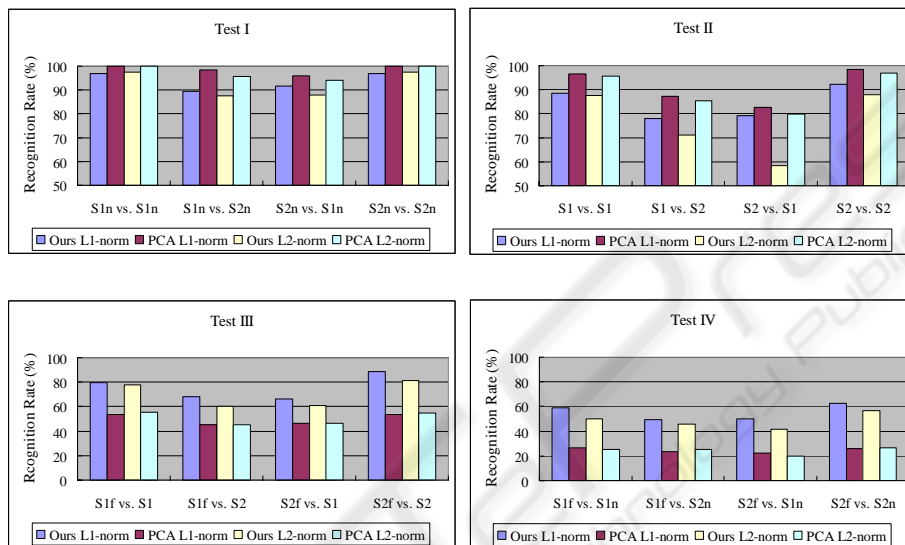 Test I
Recognition Rate (%)
100
90
80
70
60
50
S1n vs. S1n S1n vs. S2n S2n vs. S1n S2n vs. S2n
Ours L1-norm PCA L1-norm Ours L2-norm PCA L2-norm
Test II
Recognition Rate (%)
100
90
80
70
60
50
S1 vs. S1 S1 vs. S2 S2 vs. S1 S2 vs. S2
Ours L1-norm PCA L1-norm Ours L2-norm PCA L2-norm
Test III
Rcognition Rate (%)
100
80
60
40
20
0
S1f vs. S1 S1f vs. S2 S2f vs. S1 S2f vs. S2
Ours L1-norm PCA L1-norm Ours L2-norm PCA L2-norm
Test IV
Recognition Rate (%)
100
80
60
40
20
0
S1f vs. S1n S1f vs. S2n S2f vs. S1n S2f vs. S2n
Ours L1-norm PCA L1-norm Ours L2-norm PCA L2-norm